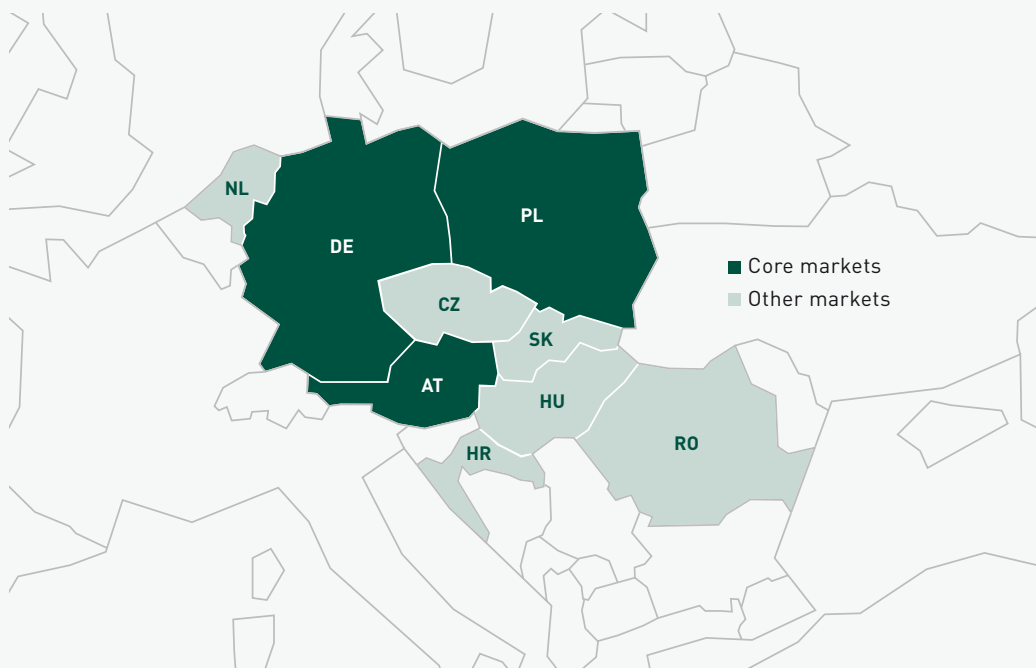 NL
DE
PL
Core markets
Other markets
CZ
SK
AT
HU
RO
HR